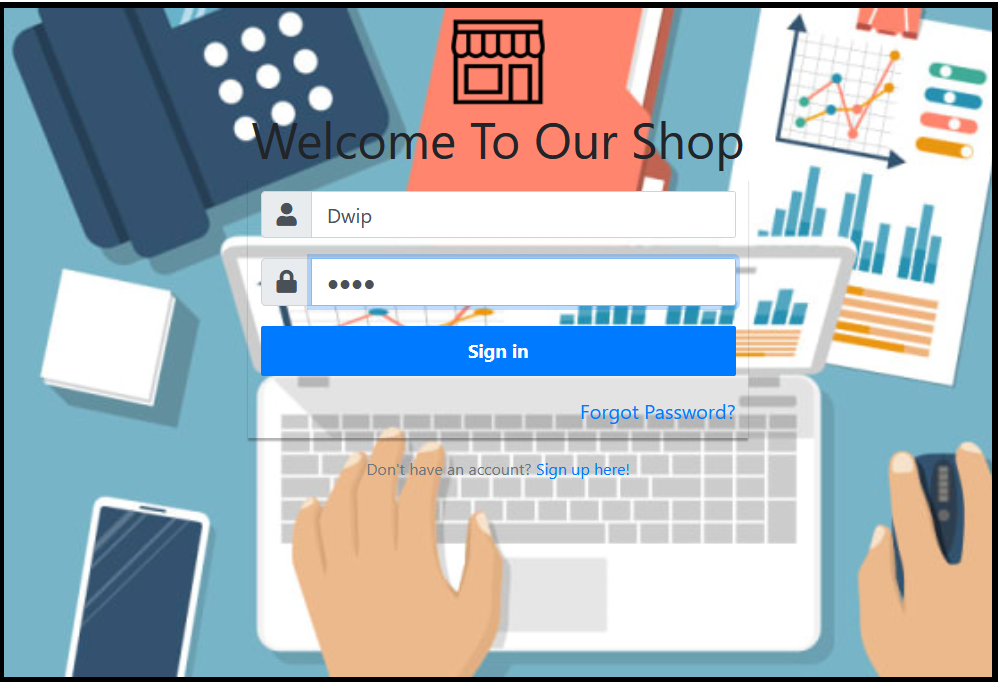 Welcome To Our Shop
Dwip
••••
Sign in
Forgot Password?
Don't have an account? Sign up here!